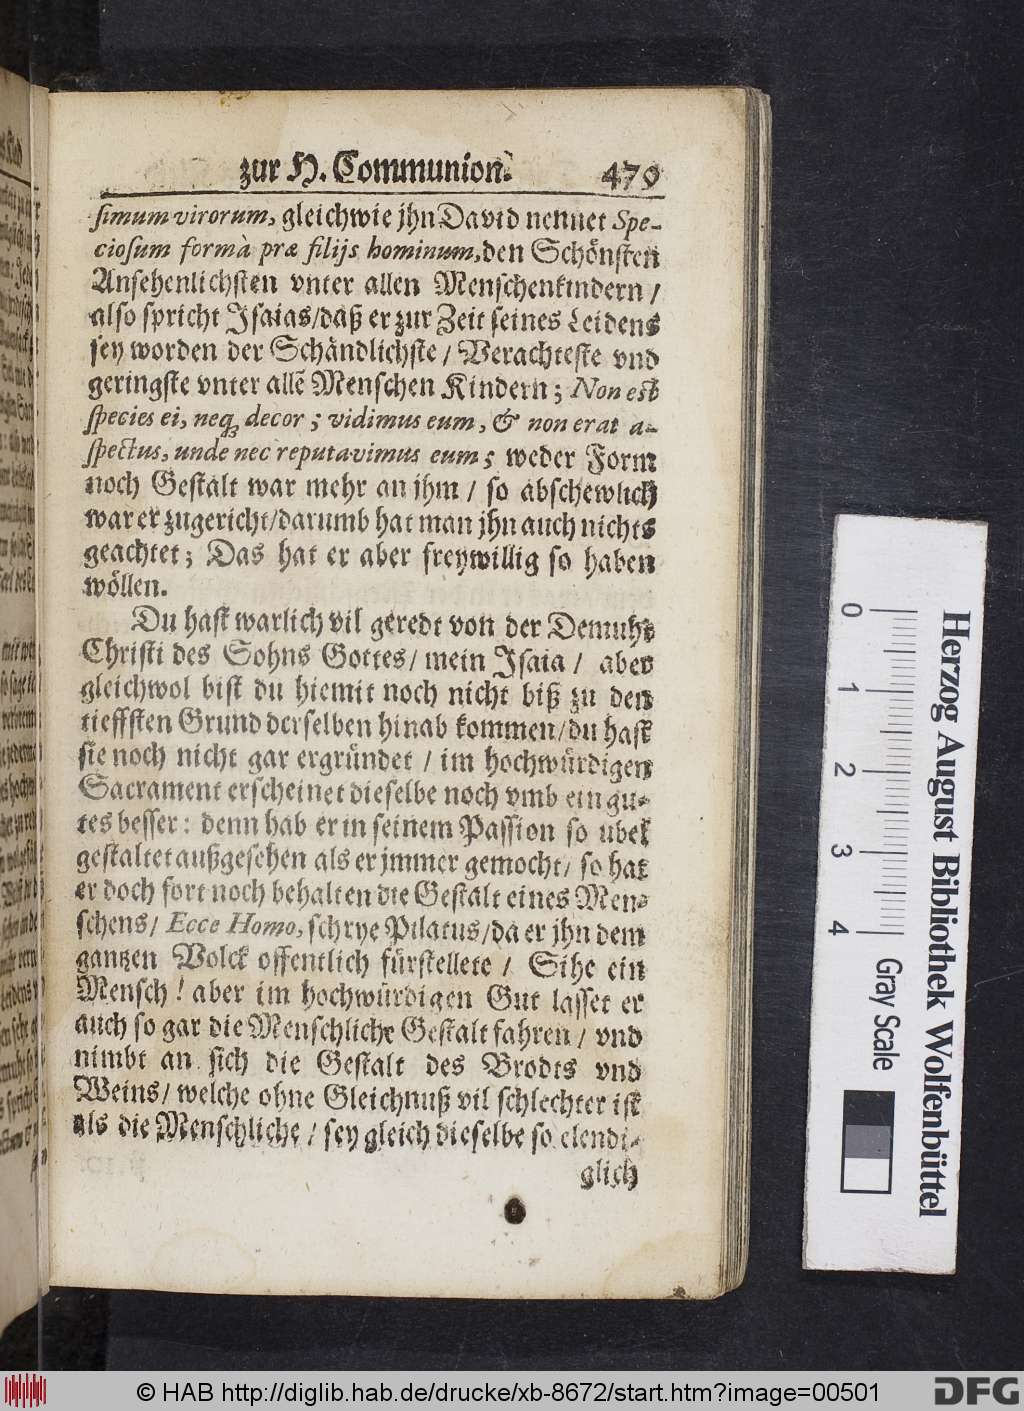 zur H. Communion. 479
simum virorum, gleichwie jhn David nennet Spe-
ciosum formà præ filijs hominum, den Schönsten
Ansehenlichsten vnter allen Menschenkindern /
also spricht Isaias / daß er zur Zeit seines Leidens
sey worden der Schändlichste / Verachteste vnd
geringste vnter allẽ Menschen Kindern; Non est
species ei, neq; decor; vidimus eum, & non erat a-
spectus, unde nec reputavimus eum; weder Form
noch Gestalt war mehr an jhm / so abschewlich
war er zugericht / darumb hat man jhn auch nichts
geachtet; Das hat er aber freywillig so haben
wöllen.
Du hast warlich vil geredt von der Demuht
Christi des Sohns Gottes / mein Isaia / aber
gleichwol bist du hiemit noch nicht biß zu den
tieffsten Grund derselben hinab kommen / du hast
sie noch nicht gar ergründet / im hochwürdigen
Sacrament erscheinet dieselbe noch vmb ein gu-
tes besser: denn hab er in seinem Passion so ubel
gestaltet außgesehen als er jmmer gemocht / so hat
er doch fort noch behalten die Gestalt eines Men-
schens / Ecce Homo, schrye Pilatus / da er jhn dem
gantzen Volck offentlich fürstellete / Sihe ein
Mensch! aber im hochwürdigen Gut lasset er
auch so gar die Menschliche Gestalt fahren / vnd
nimbt an sich die Gestalt des Brodts vnd
Weins / welche ohne Gleichnuß vil schlechter ist
als die Menschliche / sey gleich dieselbe so elendi-
glich
0 1 2 3 4
Gray Scale
Herzog August Bibliothek Wolfenbüttel
© HAB http://diglib.hab.de/drucke/xb-8672/start.htm?image=00501
DFG